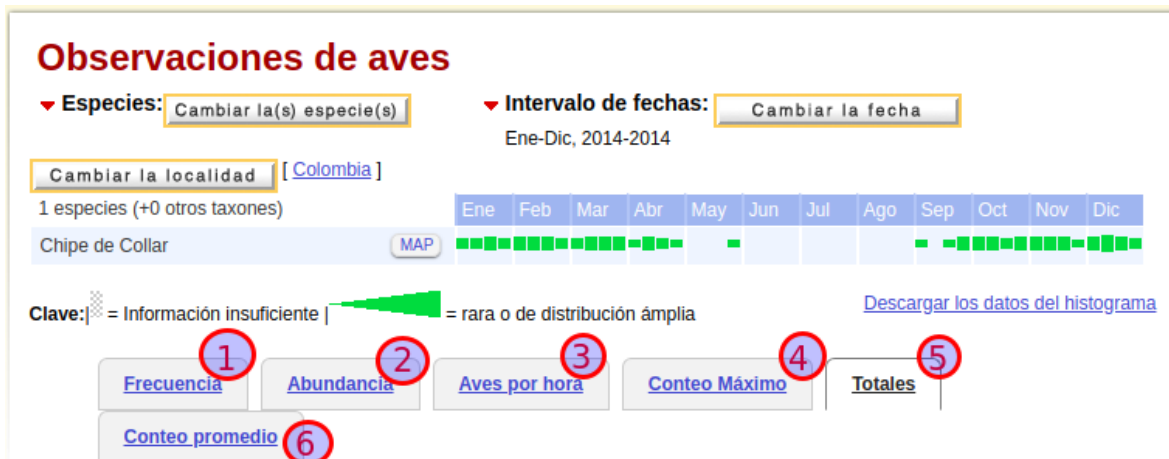 Observaciones de aves
Especies: Cambiar la(s) especie(s) Intervalo de fechas: Cambiar la fecha
Ene-Dic, 2014-2014
Cambiar la localidad [ Colombia ]
1 especies (+0 otros taxones) Ene Feb Mar Abr May Jun Jul Ago Sep Oct Nov Dic
Chipe de Collar MAP
Clave:| = Información insuficiente | = rara o de distribución ámplia
Descargar los datos del histograma
1 2 3 4 5
Frecuencia Abundancia Aves por hora Conteo Máximo Totales
Conteo promedio 6